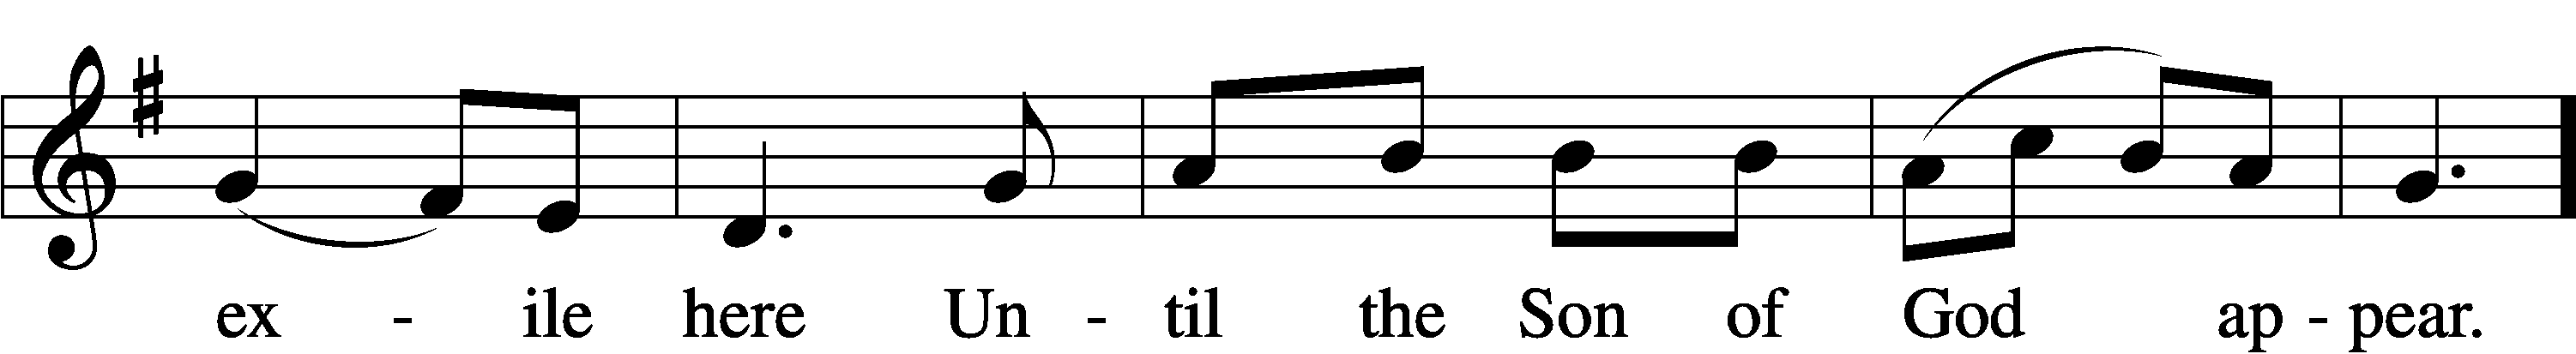 ex - ile here Un - til the Son of God ap - pear.